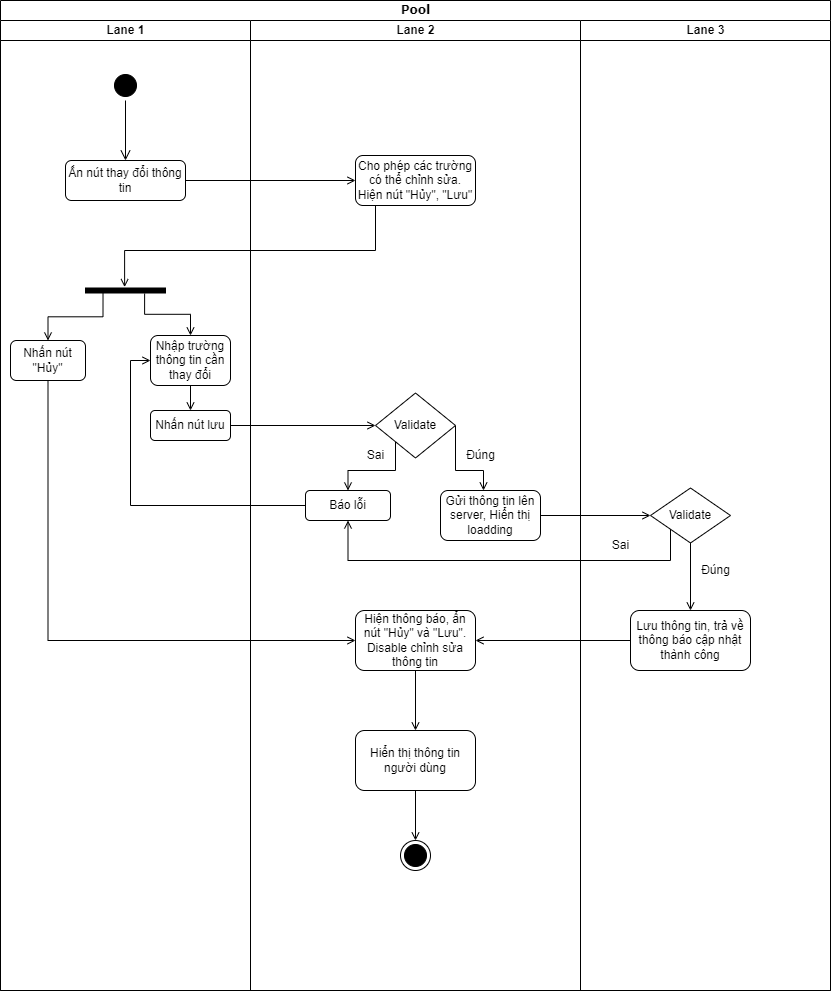 Pool
Lane 1
Lane 2
Lane 3
Ấn nút thay đổi thông
tin
Cho phép các trường
có thể chỉnh sửa.
Hiện nút "Hủy", "Lưu"
Nhấn nút
"Hủy"
Nhập trường
thông tin cần
thay đổi
Nhấn nút lưu
Validate
Sai
Đúng
Báo lỗi
Gửi thông tin lên
server, Hiển thị
loadding
Validate
Sai
Đúng
Hiện thông báo, ẩn
nút "Hủy" và "Lưu".
Disable chỉnh sửa
thông tin
Lưu thông tin, trả về
thông báo cập nhật
thành công
Hiển thị thông tin
người dùng